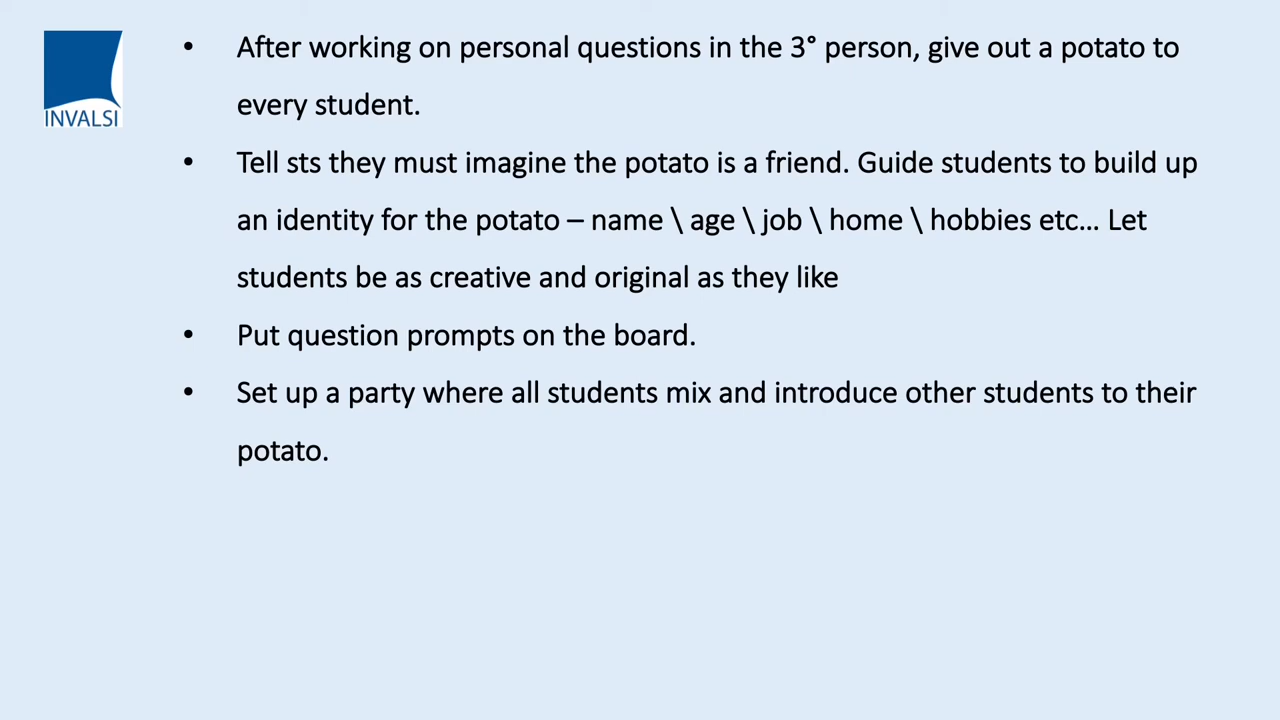 INVALSI
• After working on personal questions in the 3° person, give out a potato to
every student.
• Tell sts they must imagine the potato is a friend. Guide students to build up
an identity for the potato – name \ age \ job \ home \ hobbies etc… Let
students be as creative and original as they like
• Put question prompts on the board.
• Set up a party where all students mix and introduce other students to their
potato.